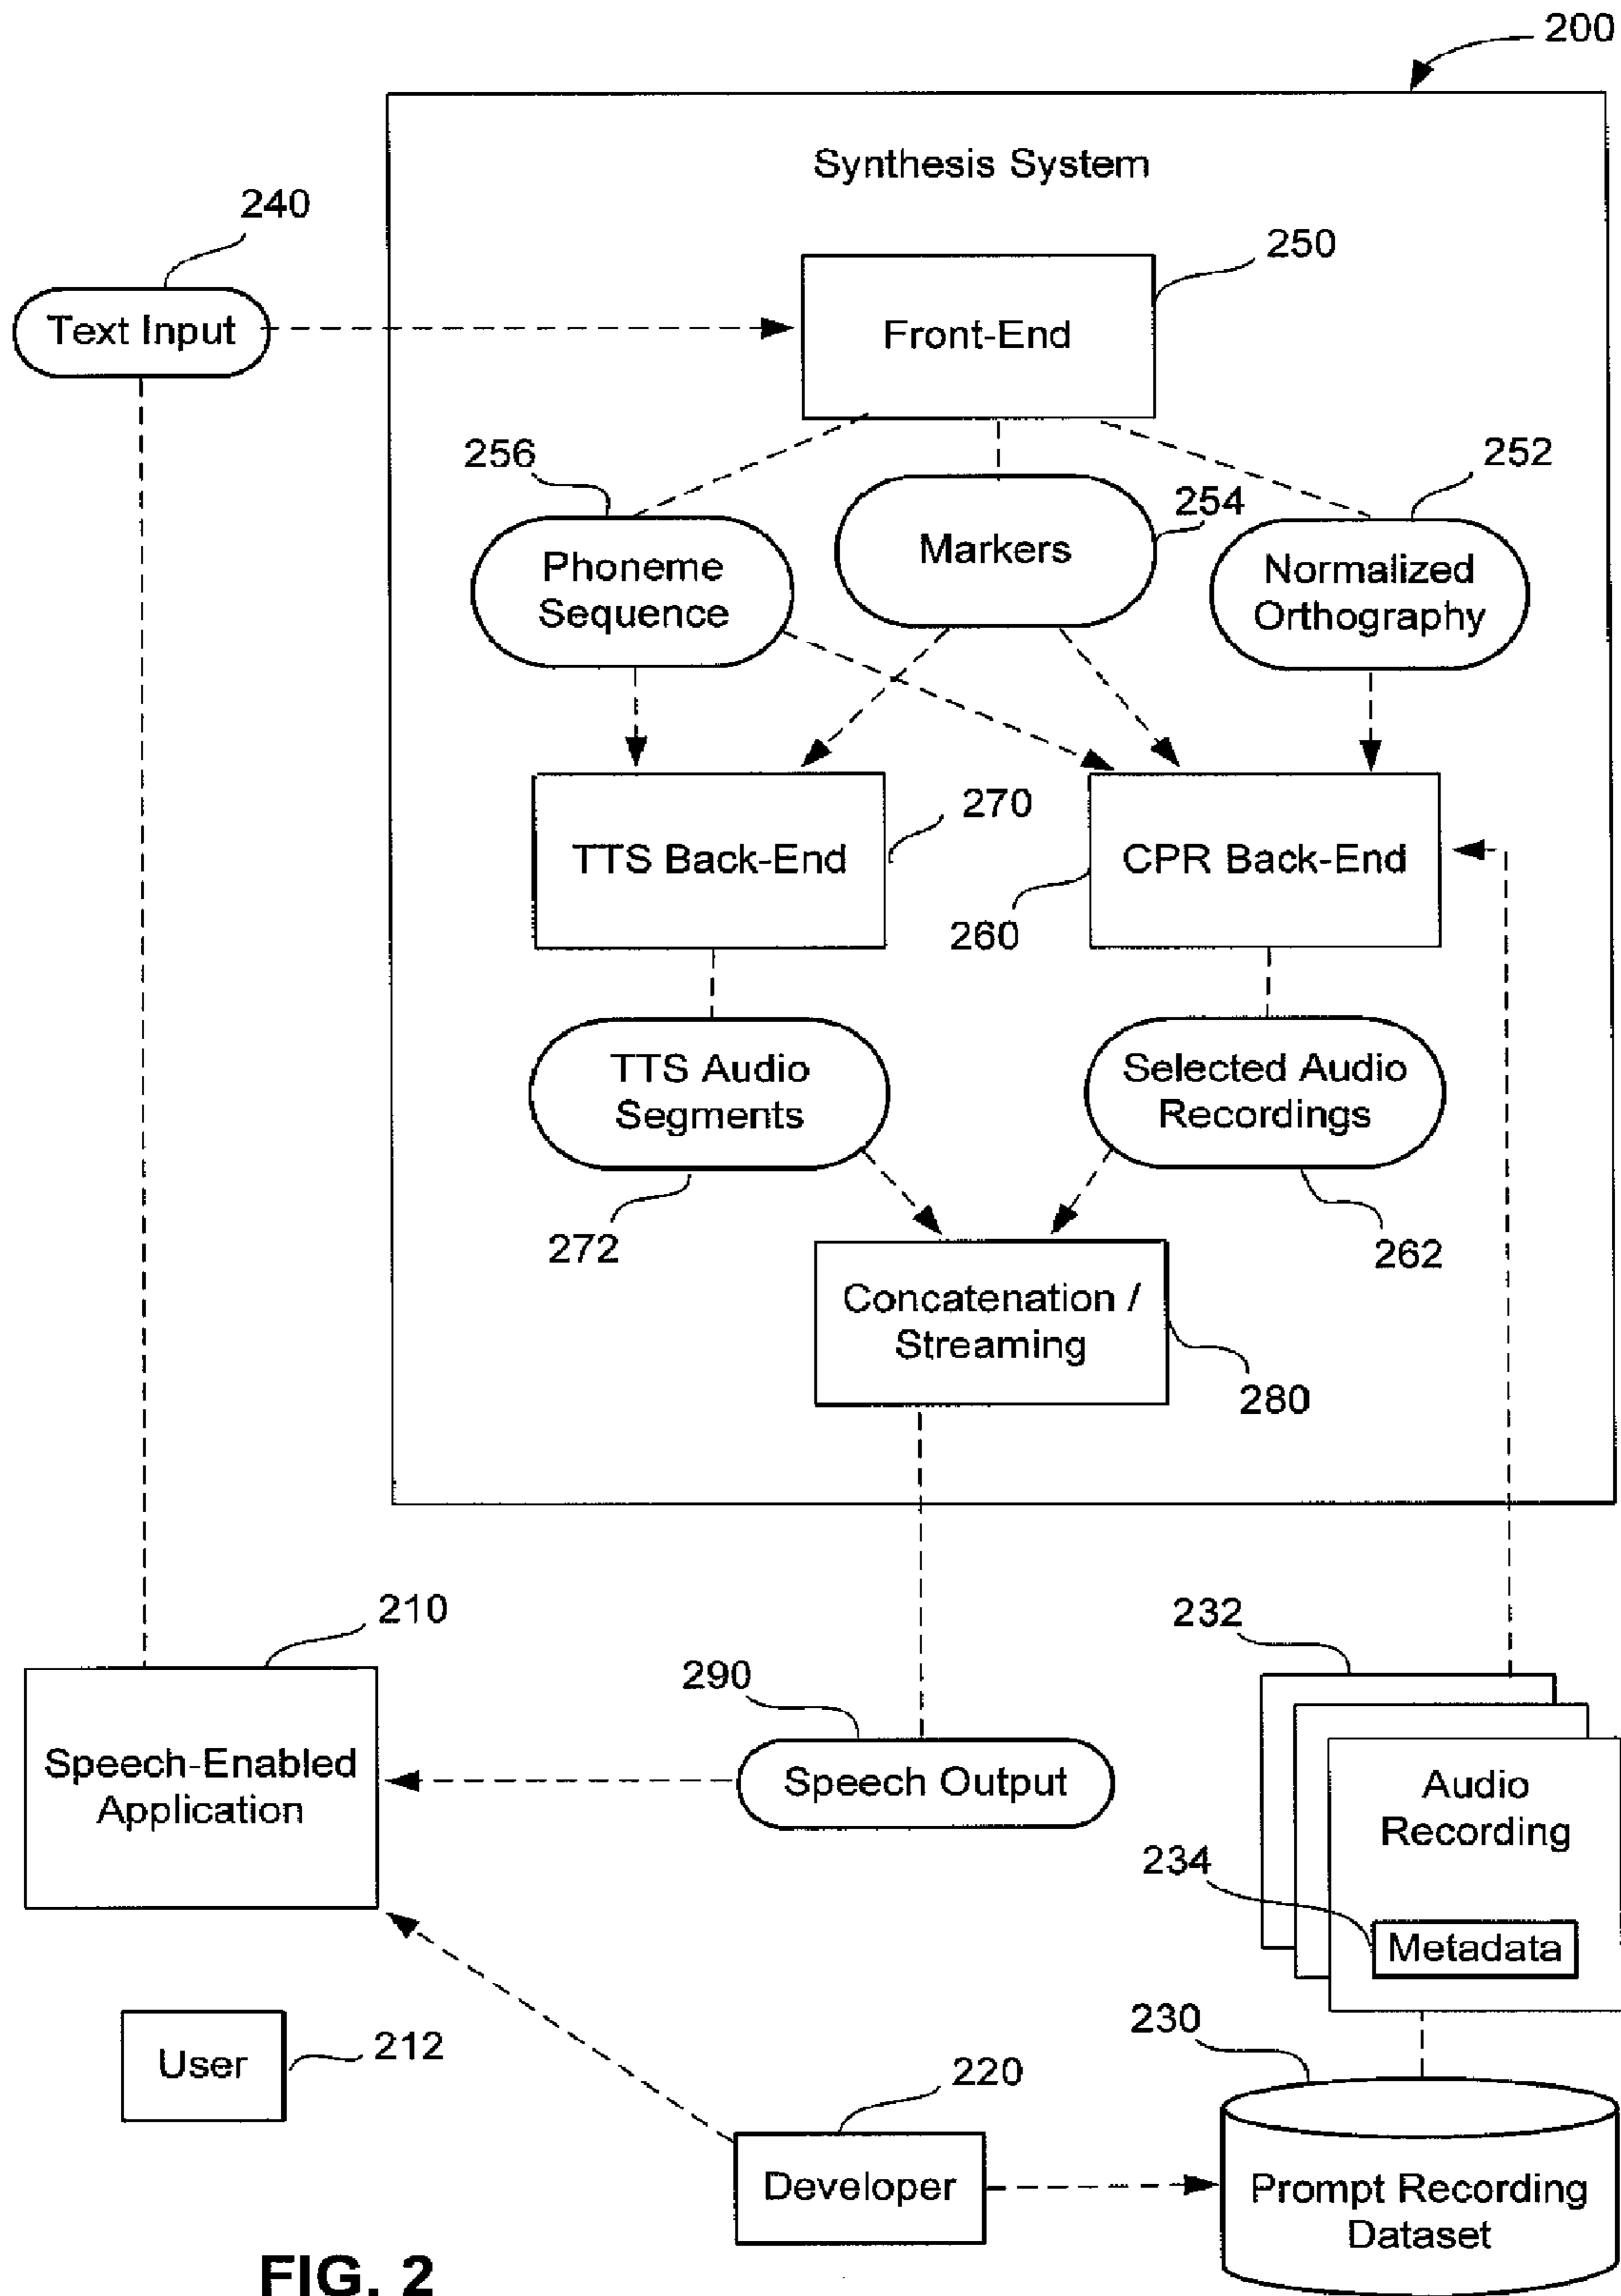 200
Synthesis System
240
250
Text Input
Front-End
256
252
254
Phoneme
Sequence
Markers
Normalized
Orthography
270
TTS Back-End
CPR Back-End
260
TTS Audio
Segments
Selected Audio
Recordings
272
262
Concatenation /
Streaming
280
210
232
290
Speech-Enabled
Application
Speech Output
Audio
Recording
234
Metadata
230
User
212
220
Developer
Prompt Recording
Dataset
FIG. 2